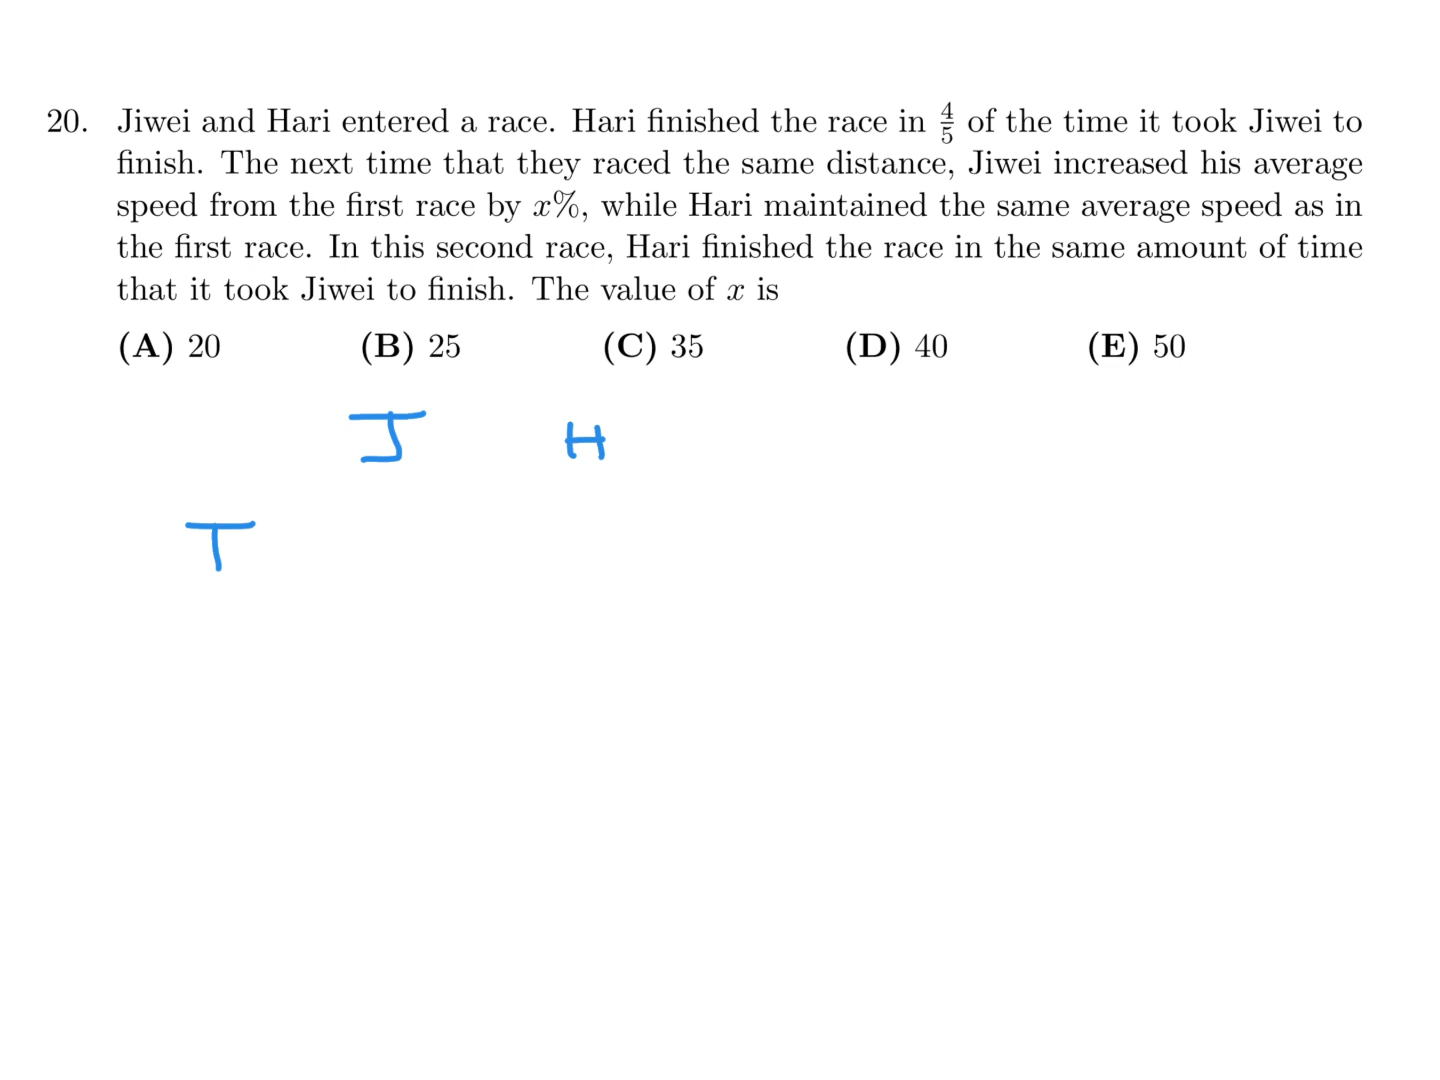 20. Jiwei and Hari entered a race. Hari finished the race in 4/5 of the time it took Jiwei to
finish. The next time that they raced the same distance, Jiwei increased his average
speed from the first race by x%, while Hari maintained the same average speed as in
the first race. In this second race, Hari finished the race in the same amount of time
that it took Jiwei to finish. The value of x is
(A) 20 (B) 25 (C) 35 (D) 40 (E) 50
J H
T